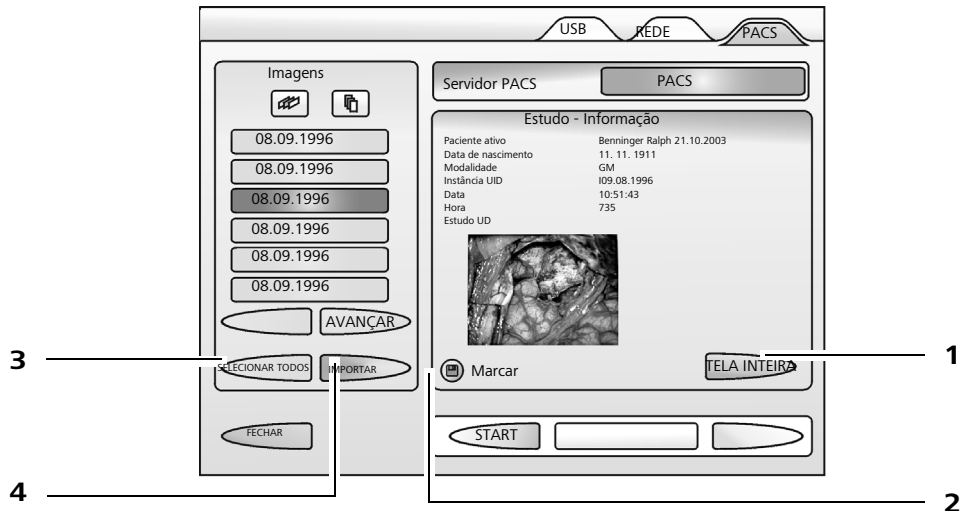 USB
REDE
PACS
Imagens
08.09.1996
08.09.1996
08.09.1996
08.09.1996
08.09.1996
08.09.1996
AVANÇAR
SELECIONAR TODOS
IMPORTAR
FECHAR
Servidor PACS
PACS
Estudo - Informação
Paciente ativo Benninger Ralph 21.10.2003
Data de nascimento 11. 11. 1911
Modalidade GM
Instância UID I09.08.1996
Data 10:51:43
Hora 735
Estudo UD
Marcar
TELA INTEIRA
START
1
2
3
4